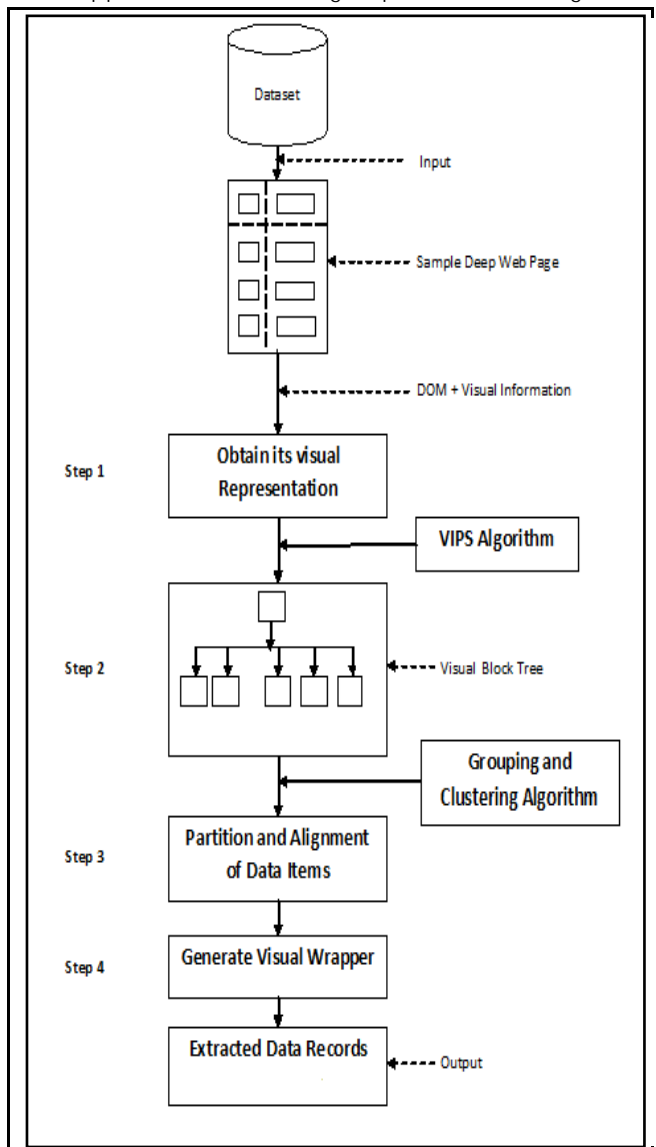 Dataset
Input
Sample Deep Web Page
DOM + Visual Information
Step 1
Obtain its visual
Representation
VIPS Algorithm
Step 2
Visual Block Tree
Grouping and
Clustering Algorithm
Step 3
Partition and Alignment
of Data Items
Step 4
Generate Visual Wrapper
Extracted Data Records
Output